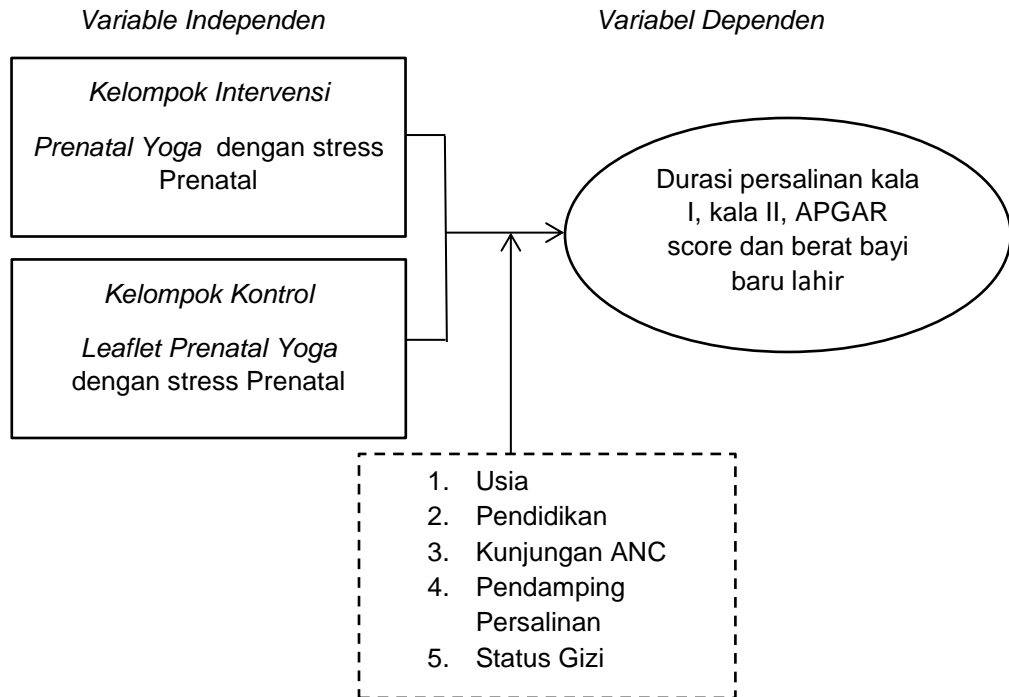 Variable Independen
Variabel Dependen
Kelompok Intervensi
Prenatal Yoga dengan stress
Prenatal
Kelompok Kontrol
Leaflet Prenatal Yoga
dengan stress Prenatal
Durasi persalinan kala
I, kala II, APGAR
score dan berat bayi
baru lahir
1. Usia
2. Pendidikan
3. Kunjungan ANC
4. Pendamping
Persalinan
5. Status Gizi